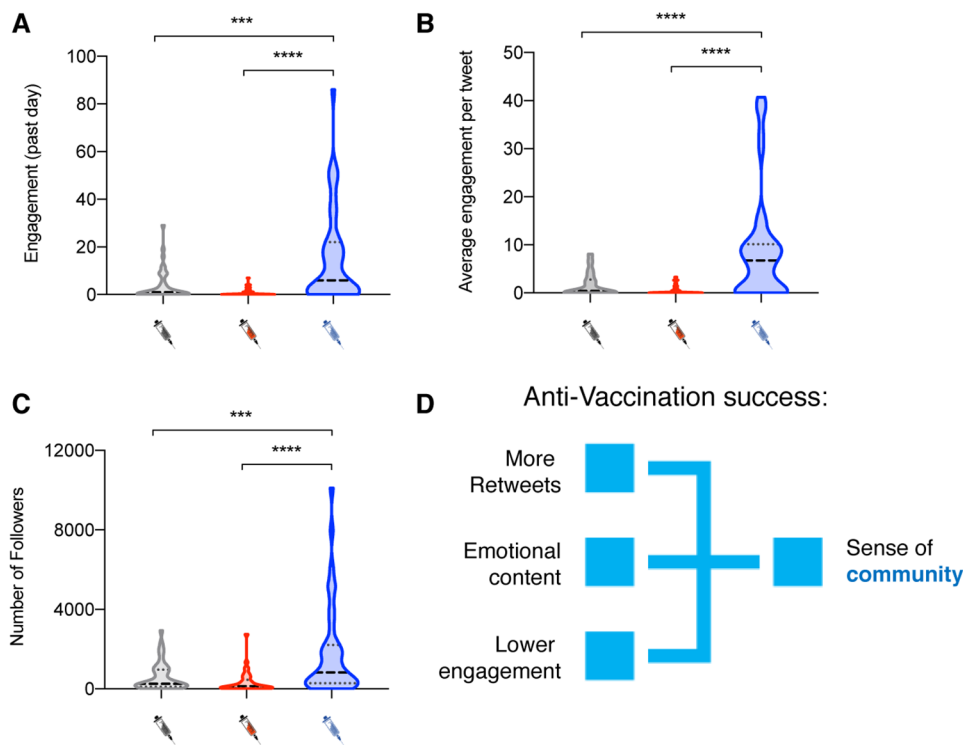 A
***
****
Engagement (past day)
100
80
60
40
20
0
B
****
****
Average engagement per tweet
50
40
30
20
10
0
C
***
****
Number of Followers
12000
8000
4000
0
D
Anti-Vaccination success:
More
Retweets
Emotional
content
Lower
engagement
Sense of
community